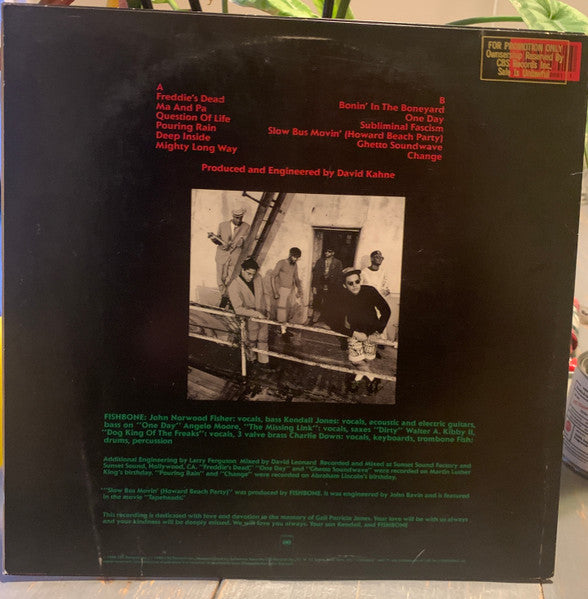 FOR PROMOTION ONLY
Ownership Reserved By
CBS Records Inc.
Sale Is Unlawful
A
Freddie's Dead
Ma And Pa
Question Of Life
Pouring Rain
Deep Inside
Mighty Long Way
B
Bonin' In The Boneyard
One Day
Subliminal Fascism
Slow Bus Movin' (Howard Beach Party)
Ghetto Soundwave
Change
Produced and Engineered by David Kahne
FISHBONE: John Norwood Fisher: vocals, bass Kendall Jones: vocals, acoustic and electric guitars,
bass on "One Day" Angelo Moore, "The Missing Link": vocals, saxes "Dirty" Walter A. Kibby II,
"Dog King Of The Freaks": vocals, 3 valve brass Charlie Down: vocals, keyboards, trombone Fish:
drums, percussion
Additional Engineering by Larry Ferguson Mixed by David Leonard Recorded and Mixed at Sunset Sound Factory and
Sunset Sound, Hollywood, CA. "Freddie's Dead" "One Day" and "Ghetto Soundwave" were recorded on Martin Luther
King's birthday. "Pouring Rain" and "Change" were recorded on Abraham Lincoln's birthday.
"Slow Bus Movin' (Howard Beach Party)" was produced by FISHBONE. It was engineered by John Bavin and is featured
in the movie "Tapeheads."
This recording is dedicated with love and devotion to the memory of Gail Patricia Jones. Your love will be with us always
and your kindness will be deeply missed. We will love you always. Your son Kendall, and FISHBONE